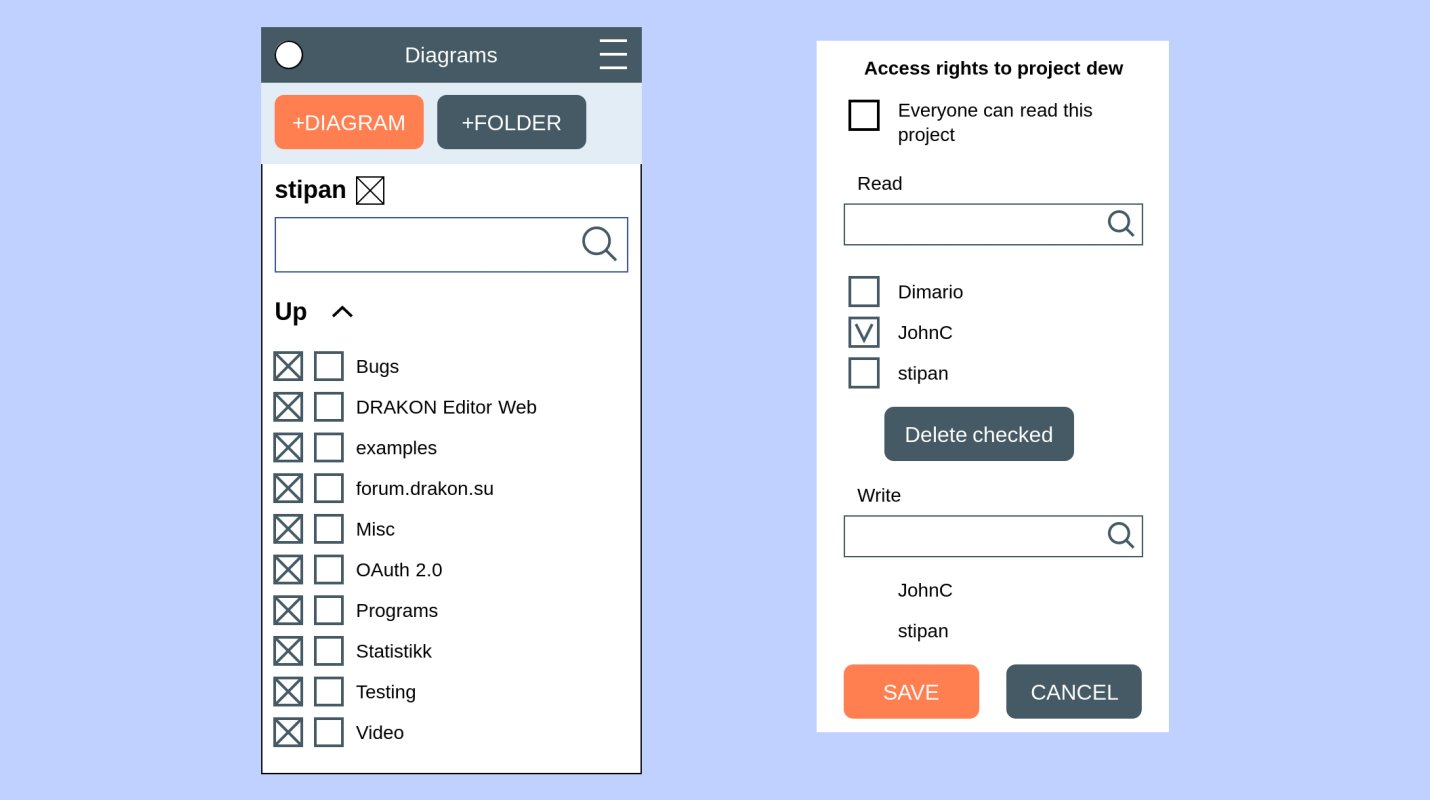 Diagrams
+DIAGRAM
+FOLDER
stipan
Up
Bugs
DRAKON Editor Web
examples
forum.drakon.su
Misc
OAuth 2.0
Programs
Statistikk
Testing
Video
Access rights to project dew
Everyone can read this
project
Read
Dimario
JohnC
stipan
Delete checked
Write
JohnC
stipan
SAVE
CANCEL